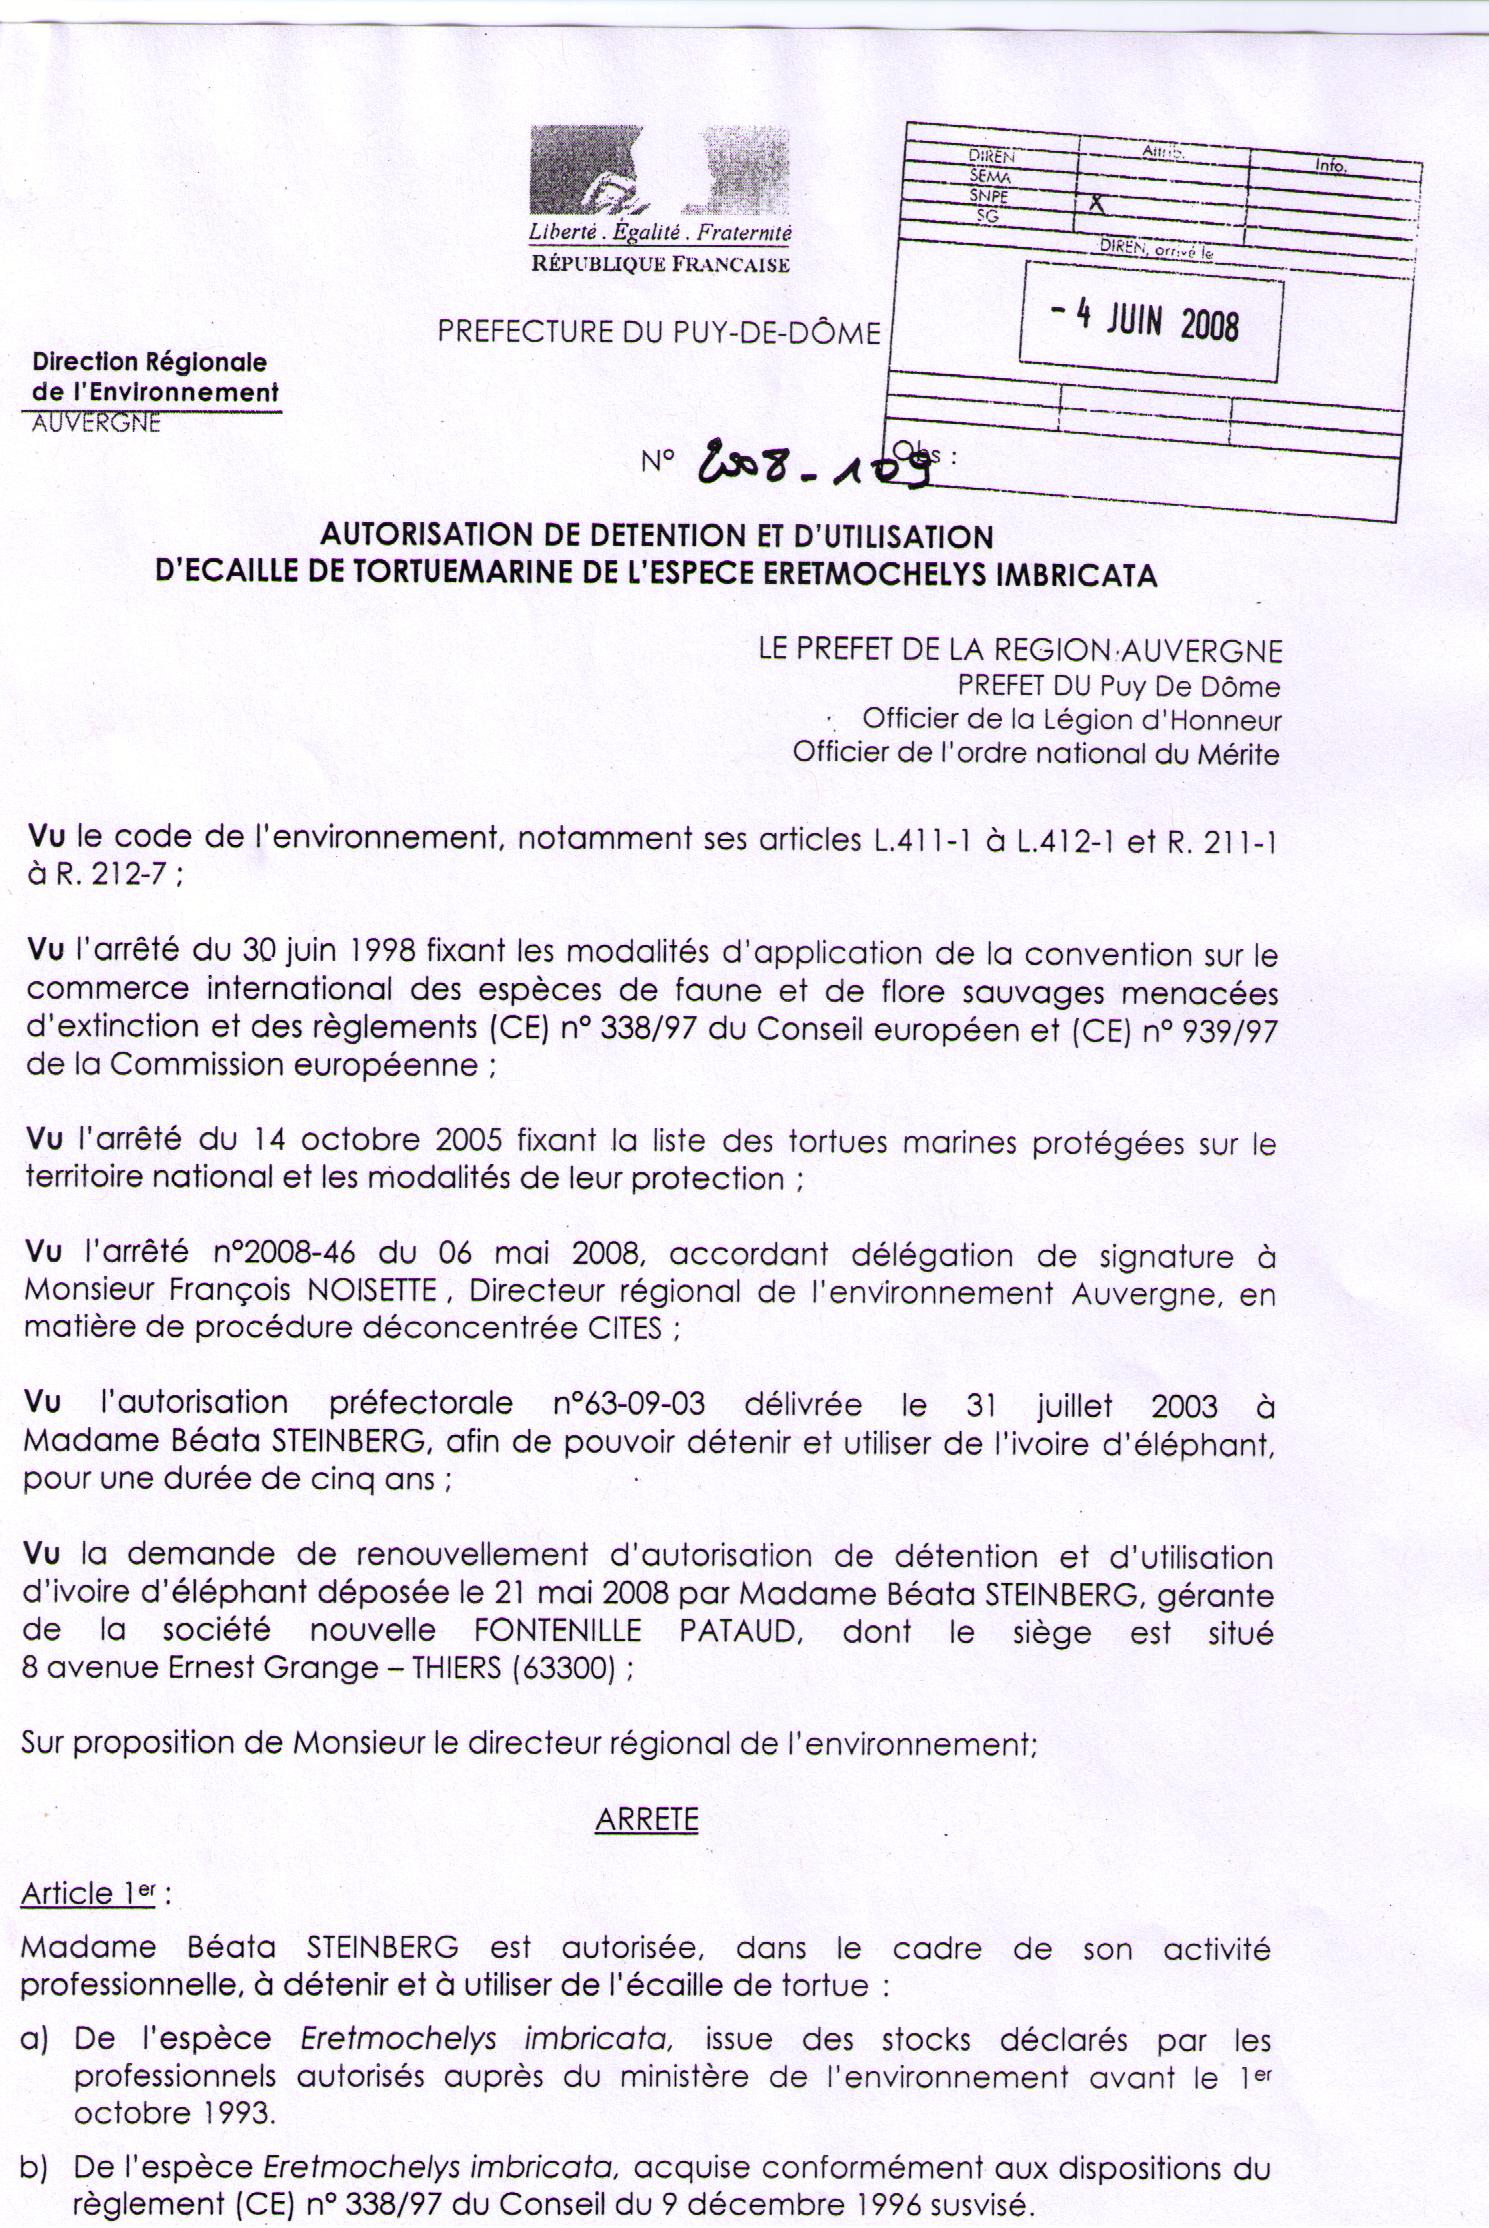 Liberté . Égalité . Fraternité
RÉPUBLIQUE FRANCAISE
PREFECTURE DU PUY-DE-DÔME
Attrib. Info.
DIREN
SEMA
SNPE X
SG
DIREN, arrivé le
- 4 JUIN 2008
Obs :
Direction Régionale
de l'Environnement
AUVERGNE
N° 2008 - 109
AUTORISATION DE DETENTION ET D'UTILISATION
D'ECAILLE DE TORTUEMARINE DE L'ESPECE ERETMOCHELYS IMBRICATA
LE PREFET DE LA REGION AUVERGNE
PREFET DU Puy De Dôme
Officier de la Légion d'Honneur
Officier de l'ordre national du Mérite
Vu le code de l'environnement, notamment ses articles L.411-1 à L.412-1 et R. 211-1
à R. 212-7 ;
Vu l'arrêté du 30 juin 1998 fixant les modalités d'application de la convention sur le
commerce international des espèces de faune et de flore sauvages menacées
d'extinction et des règlements (CE) n° 338/97 du Conseil européen et (CE) n° 939/97
de la Commission européenne ;
Vu l'arrêté du 14 octobre 2005 fixant la liste des tortues marines protégées sur le
territoire national et les modalités de leur protection ;
Vu l'arrêté n°2008-46 du 06 mai 2008, accordant délégation de signature à
Monsieur François NOISETTE , Directeur régional de l'environnement Auvergne, en
matière de procédure déconcentrée CITES ;
Vu l'autorisation préfectorale n°63-09-03 délivrée le 31 juillet 2003 à
Madame Béata STEINBERG, afin de pouvoir détenir et utiliser de l'ivoire d'éléphant,
pour une durée de cinq ans ;
Vu la demande de renouvellement d'autorisation de détention et d'utilisation
d'ivoire d'éléphant déposée le 21 mai 2008 par Madame Béata STEINBERG, gérante
de la société nouvelle FONTENILLE PATAUD, dont le siège est situé
8 avenue Ernest Grange – THIERS (63300) ;
Sur proposition de Monsieur le directeur régional de l'environnement;
ARRETE
Article 1er :
Madame Béata STEINBERG est autorisée, dans le cadre de son activité
professionnelle, à détenir et à utiliser de l'écaille de tortue :
a) De l'espèce Eretmochelys imbricata, issue des stocks déclarés par les
professionnels autorisés auprès du ministère de l'environnement avant le 1er
octobre 1993.
b) De l'espèce Eretmochelys imbricata, acquise conformément aux dispositions du
règlement (CE) n° 338/97 du Conseil du 9 décembre 1996 susvisé.